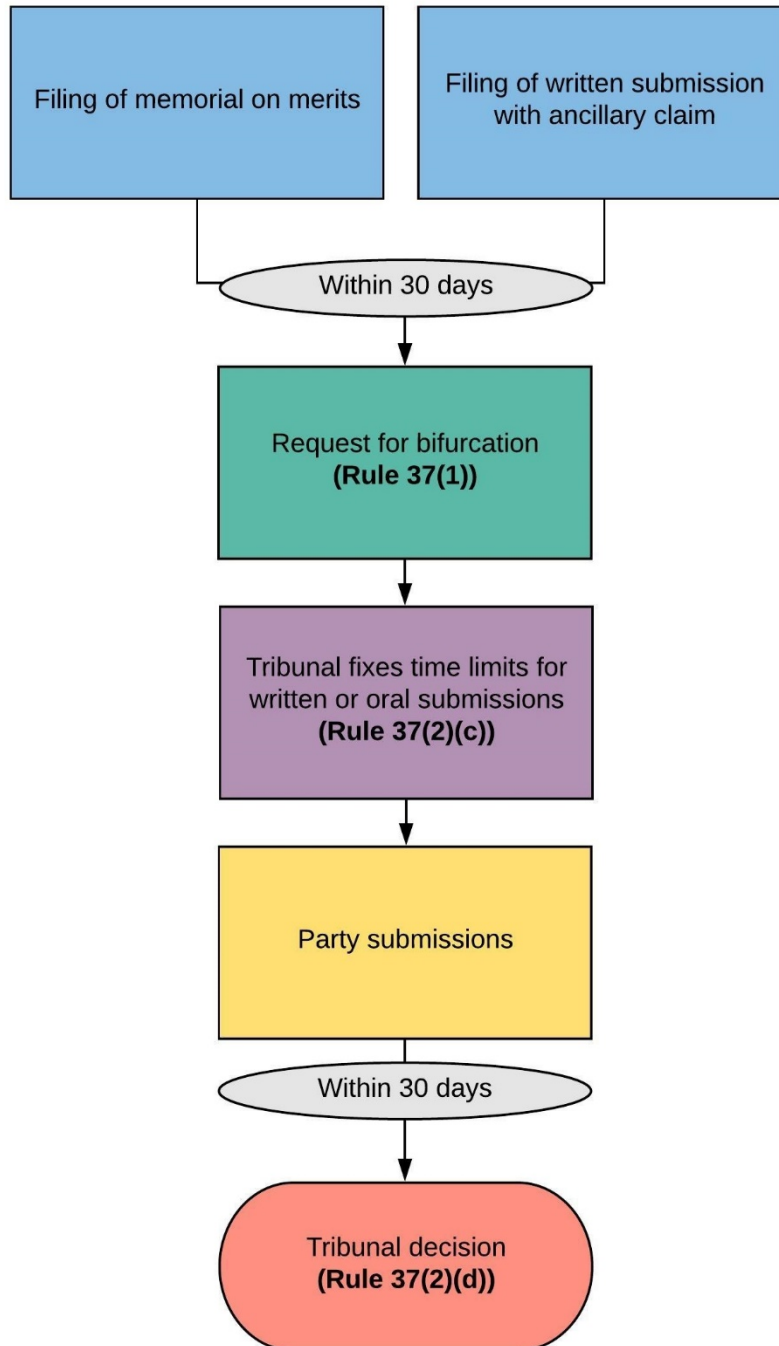 Filing of memorial on merits
Filing of written submission
with ancillary claim
Within 30 days
Request for bifurcation
(Rule 37(1))
Tribunal fixes time limits for
written or oral submissions
(Rule 37(2)(c))
Party submissions
Within 30 days
Tribunal decision
(Rule 37(2)(d))